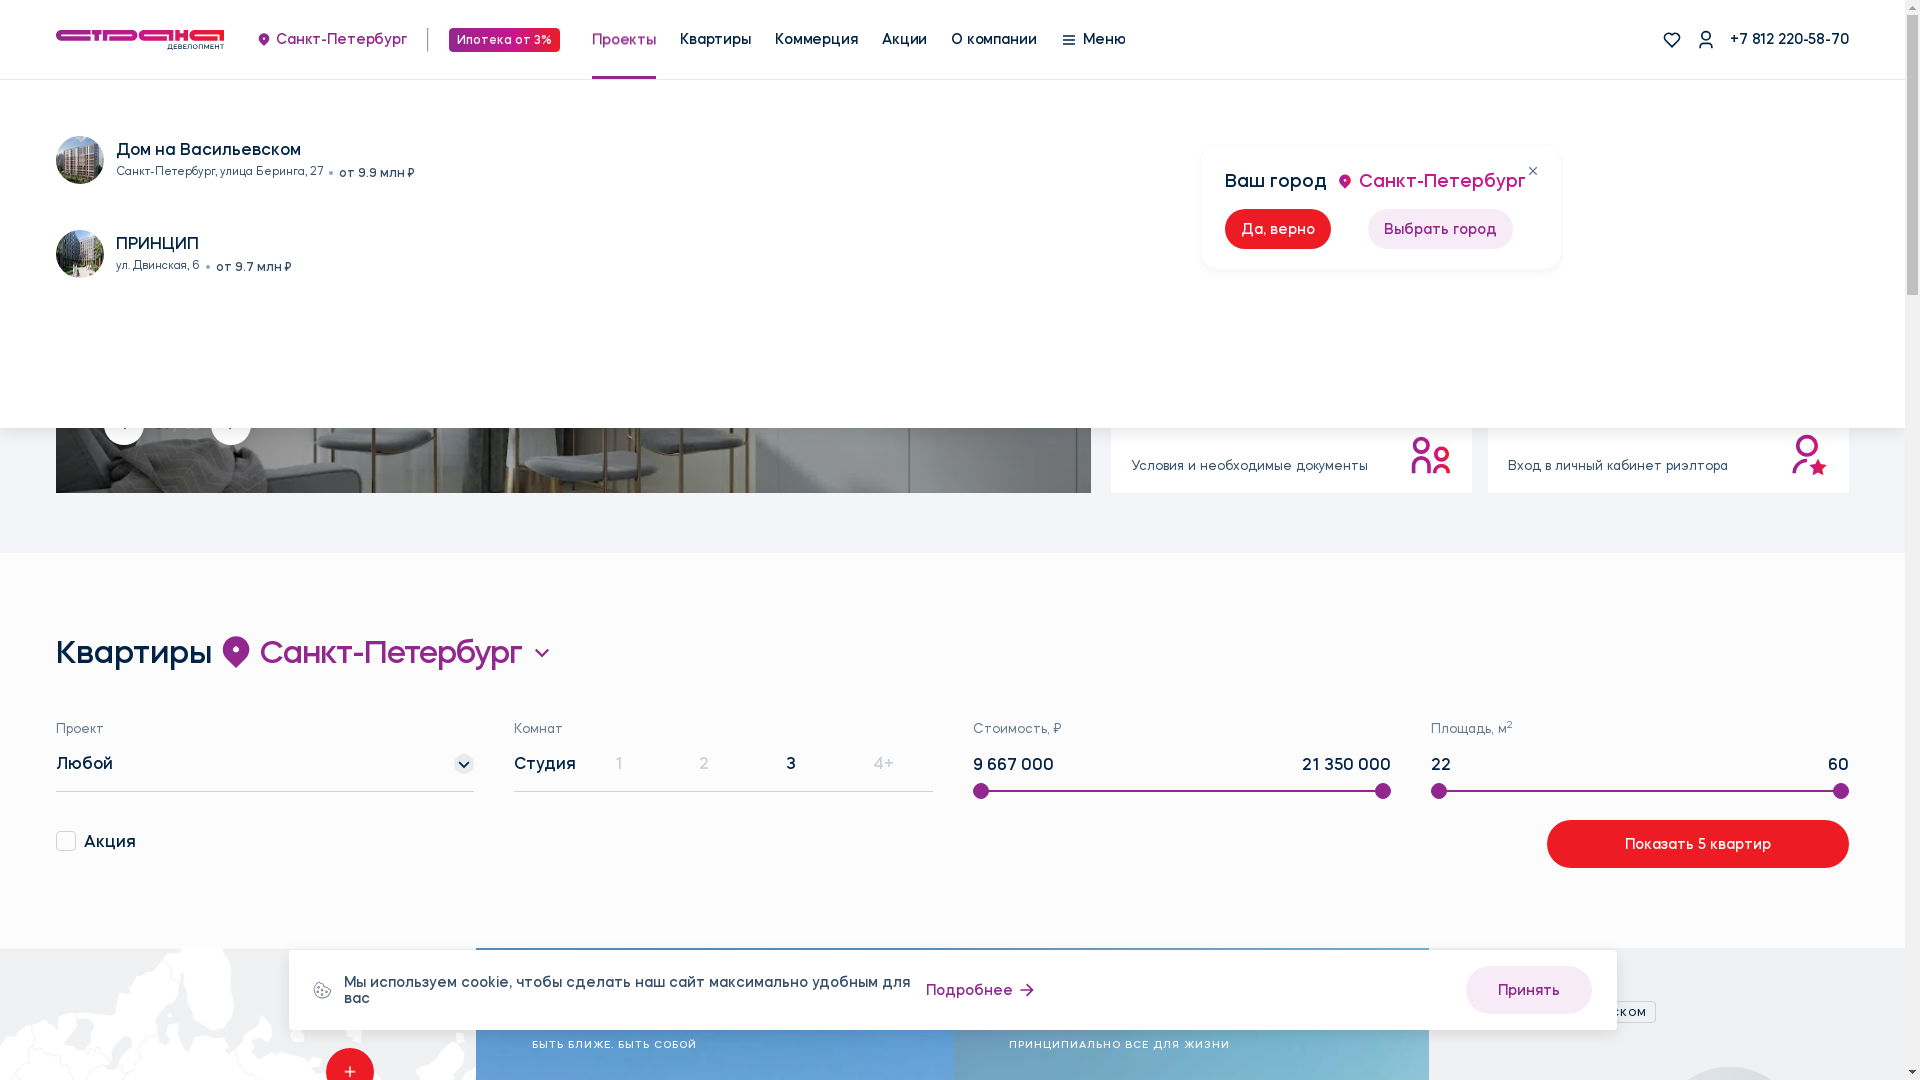 страна
ДЕВЕЛОПМЕНТ
Санкт-Петербург
Ипотека от 3%
Проекты
Квартиры
Коммерция
Акции
О компании
Меню
+7 812 220-58-70
Дом на Васильевском
Санкт-Петербург, улица Беринга, 27 • от 9.9 млн ₽
ПРИНЦИП
ул. Двинская, 6 • от 9.7 млн ₽
Ваш город Санкт-Петербург
Да, верно
Выбрать город
Условия и необходимые документы
Вход в личный кабинет риэлтора
Квартиры Санкт-Петербург
Проект
Комнат
Стоимость, ₽
Площадь, м²
Любой
Студия 1 2 3 4+
9 667 000 21 350 000
22 60
Акция
Показать 5 квартир
Мы используем cookie, чтобы сделать наш сайт максимально удобным для
вас
Подробнее
Принять
ском
БЫТЬ БЛИЖЕ. БЫТЬ СОБОЙ
ПРИНЦИПИАЛЬНО ВСЕ ДЛЯ ЖИЗНИ